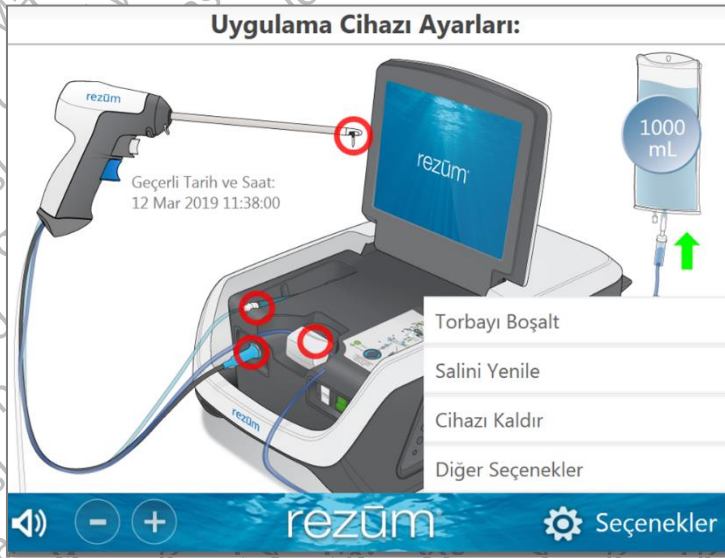 Uygulama Cihazı Ayarları:
rezūm
1000
mL
rezūm
Geçerli Tarih ve Saat:
12 Mar 2019 11:38:00
Torbayı Boşalt
Salini Yenile
Cihazı Kaldır
Diğer Seçenekler
rezūm
rezūm
Seçenekler